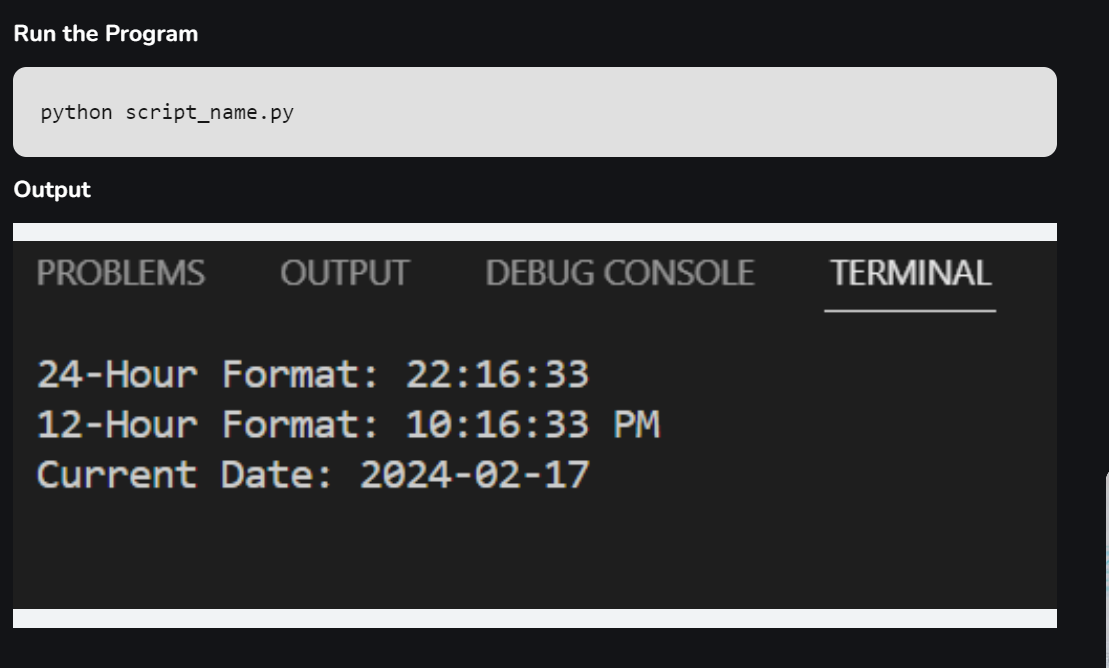 Run the Program
python script_name.py
Output
PROBLEMS OUTPUT DEBUG CONSOLE TERMINAL
24-Hour Format: 22:16:33
12-Hour Format: 10:16:33 PM
Current Date: 2024-02-17